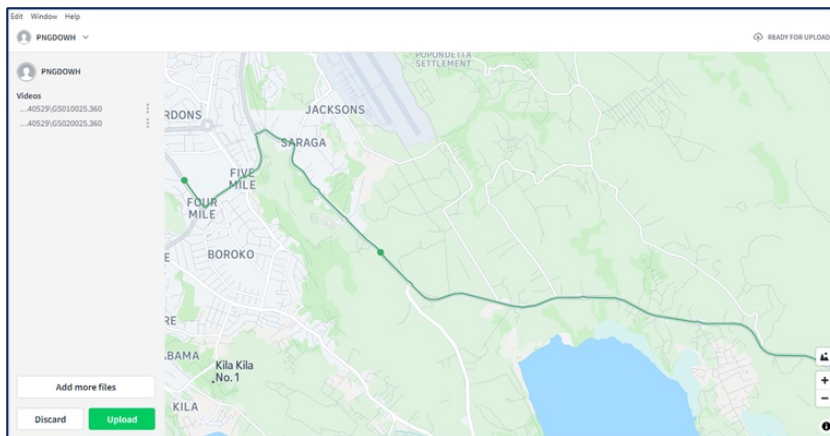 Edit Window Help
PNGDOWH
READY FOR UPLOAD
PNGDOWH
Videos
...40529\GS010025.360
...40529\GS020025.360
POPONDETTA
SETTLEMENT
JACKSONS
RDONS
SARAGA
FIVE
MILE
FOUR
MILE
BOROKO
E
RE
BAMA
Kila Kila
No. 1
KILA
Add more files
Discard
Upload